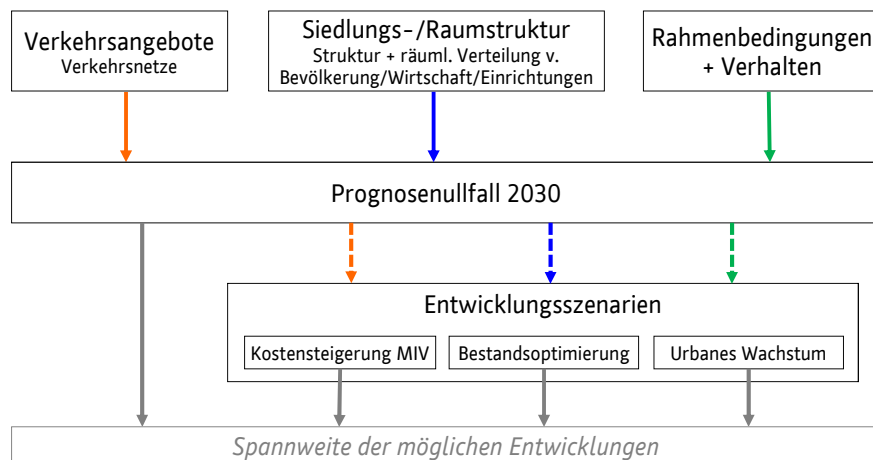 Verkehrsangebote
Verkehrsnetze
Siedlungs-/Raumstruktur
Struktur + räuml. Verteilung v.
Bevölkerung/Wirtschaft/Einrichtungen
Rahmenbedingungen
+ Verhalten
Prognosenullfall 2030
Entwicklungsszenarien
Kostensteigerung MIV
Bestandsoptimierung
Urbanes Wachstum
Spannweite der möglichen Entwicklungen